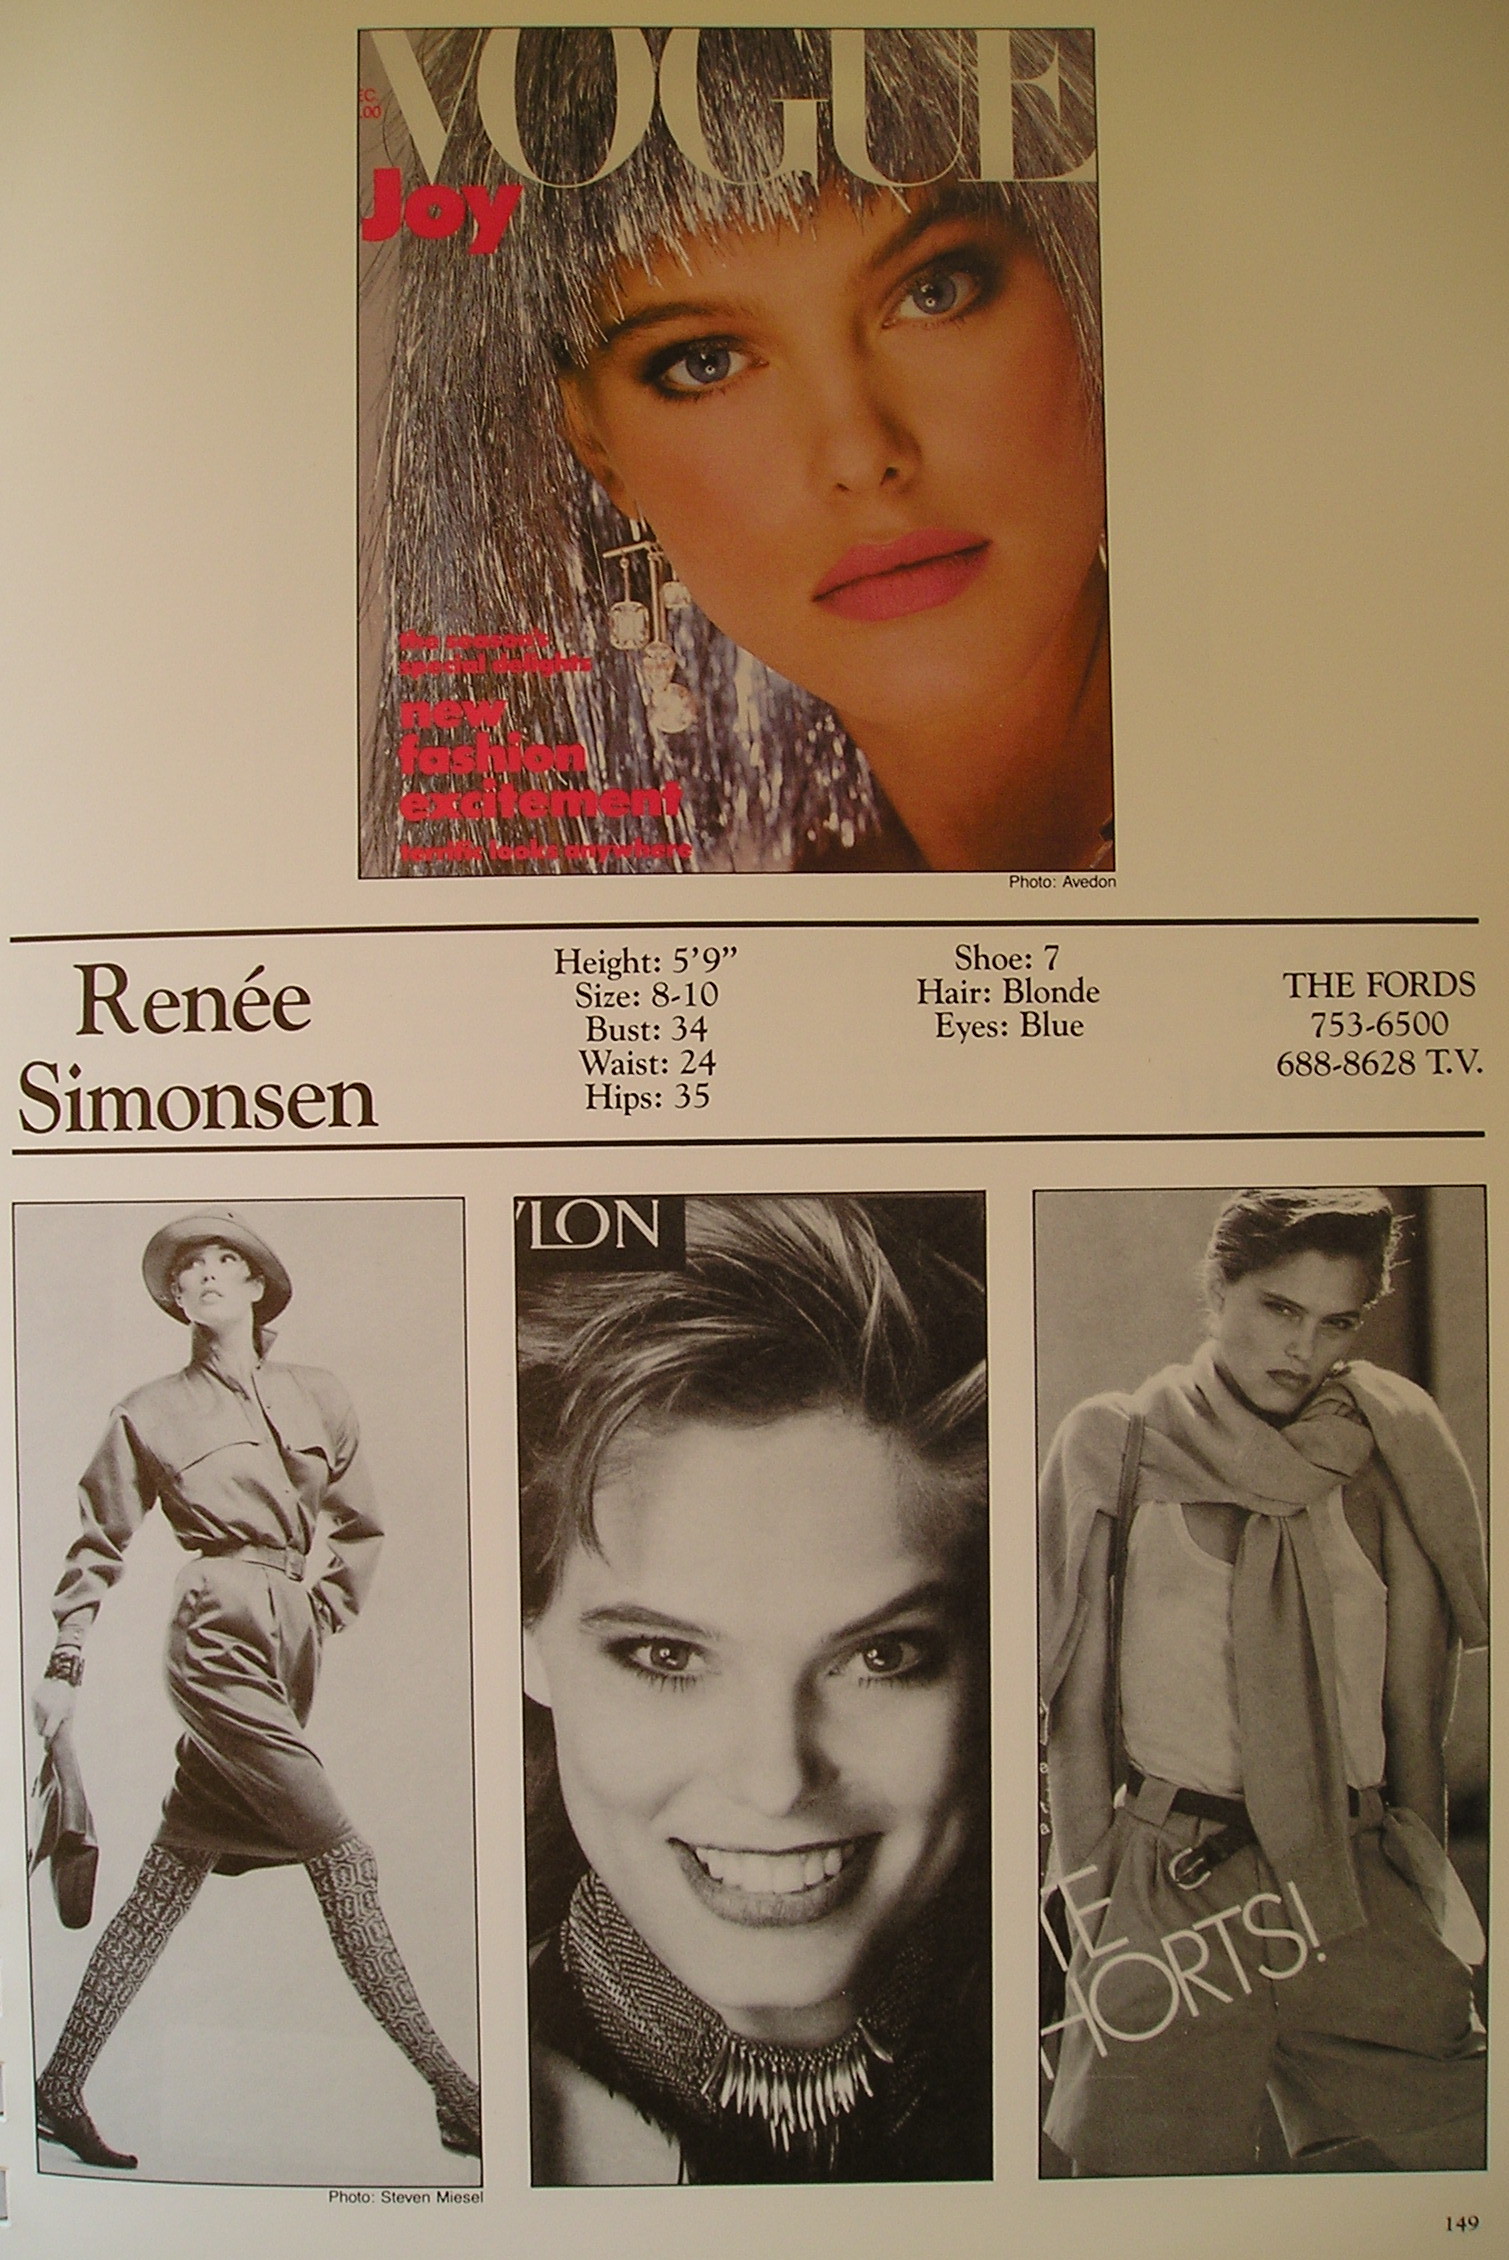 VOGUE
EC.
.00
Joy
the season's
special delights
new
fashion
excitement
terrific looks anywhere
Photo: Avedon
Renée
Simonsen
Height: 5'9"
Size: 8-10
Bust: 34
Waist: 24
Hips: 35
Shoe: 7
Hair: Blonde
Eyes: Blue
THE FORDS
753-6500
688-8628 T.V.
LON
TE
HORTS!
Photo: Steven Miesel
149